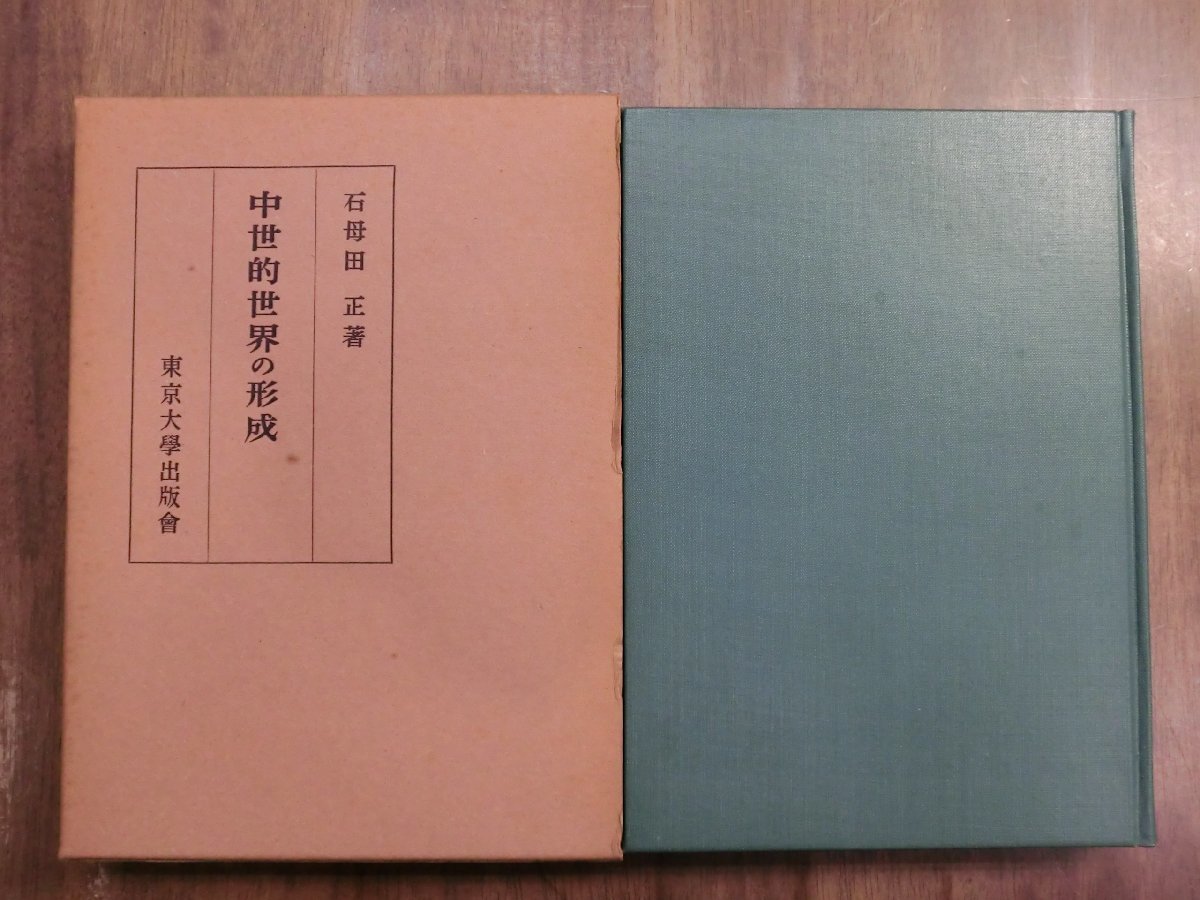 石母田 正著
中世的世界の形成
東京大學出版會